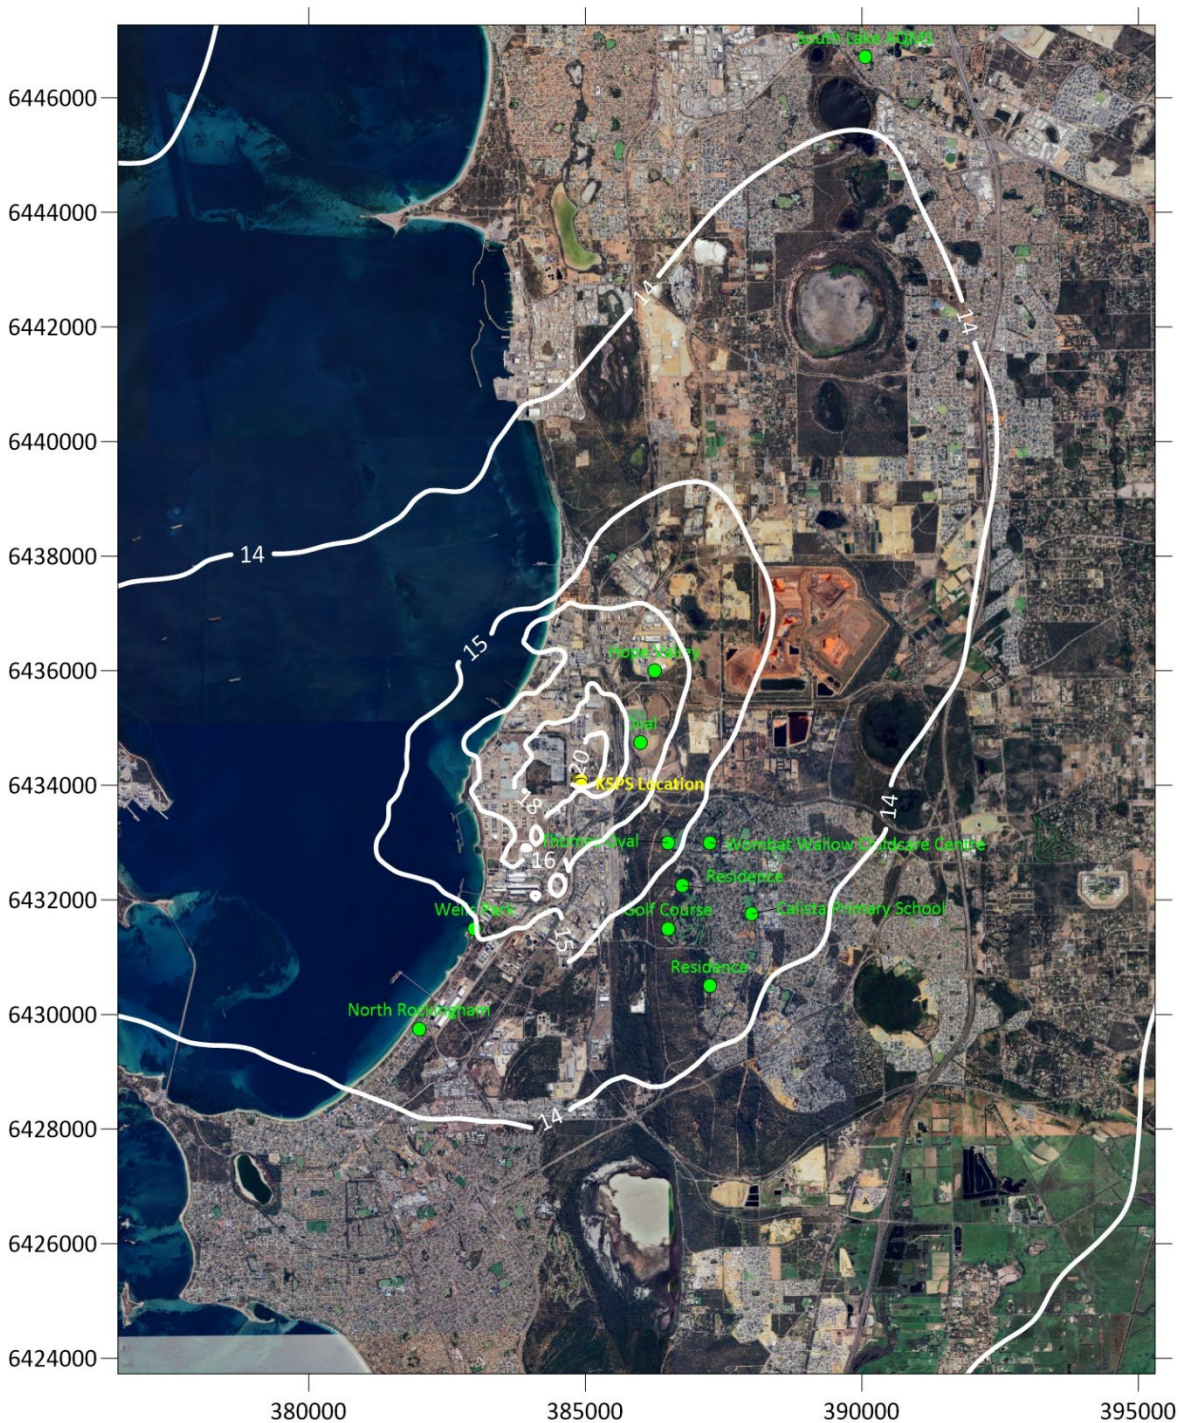 South Lake AQMS
6446000
6444000
14
14
6442000
6440000
6438000
14
15
6436000
Hope Valley
20
6434000
KSPS Location
18
14
Thomas Oval
Wombat Wallow Childcare Centre
16
Residence
6432000
Wells Park
Golf Course
Calista Primary School
15
Residence
North Rockingham
6430000
14
6428000
6426000
6424000
380000
385000
390000
395000